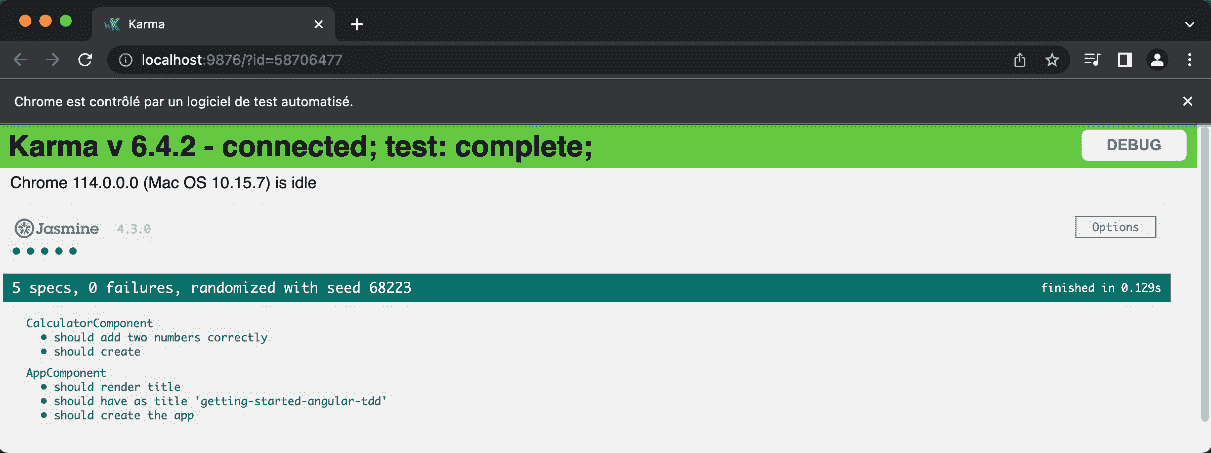 Karma
localhost:9876/?id=58706477
Chrome est contrôlé par un logiciel de test automatisé.
Karma v 6.4.2 - connected; test: complete;
DEBUG
Chrome 114.0.0.0 (Mac OS 10.15.7) is idle
Jasmine 4.3.0
Options
5 specs, 0 failures, randomized with seed 68223
finished in 0.129s
CalculatorComponent
• should add two numbers correctly
• should create
AppComponent
• should render title
• should have as title 'getting-started-angular-tdd'
• should create the app